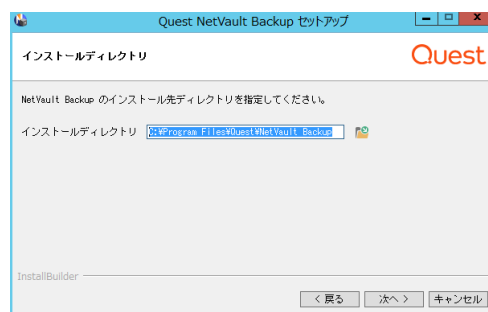 Quest NetVault Backup セットアップ
インストールディレクトリ
Quest
NetVault Backup のインストール先ディレクトリを指定してください。
インストールディレクトリ C:¥Program Files¥Quest¥NetVault Backup
InstallBuilder
< 戻る 次へ > キャンセル